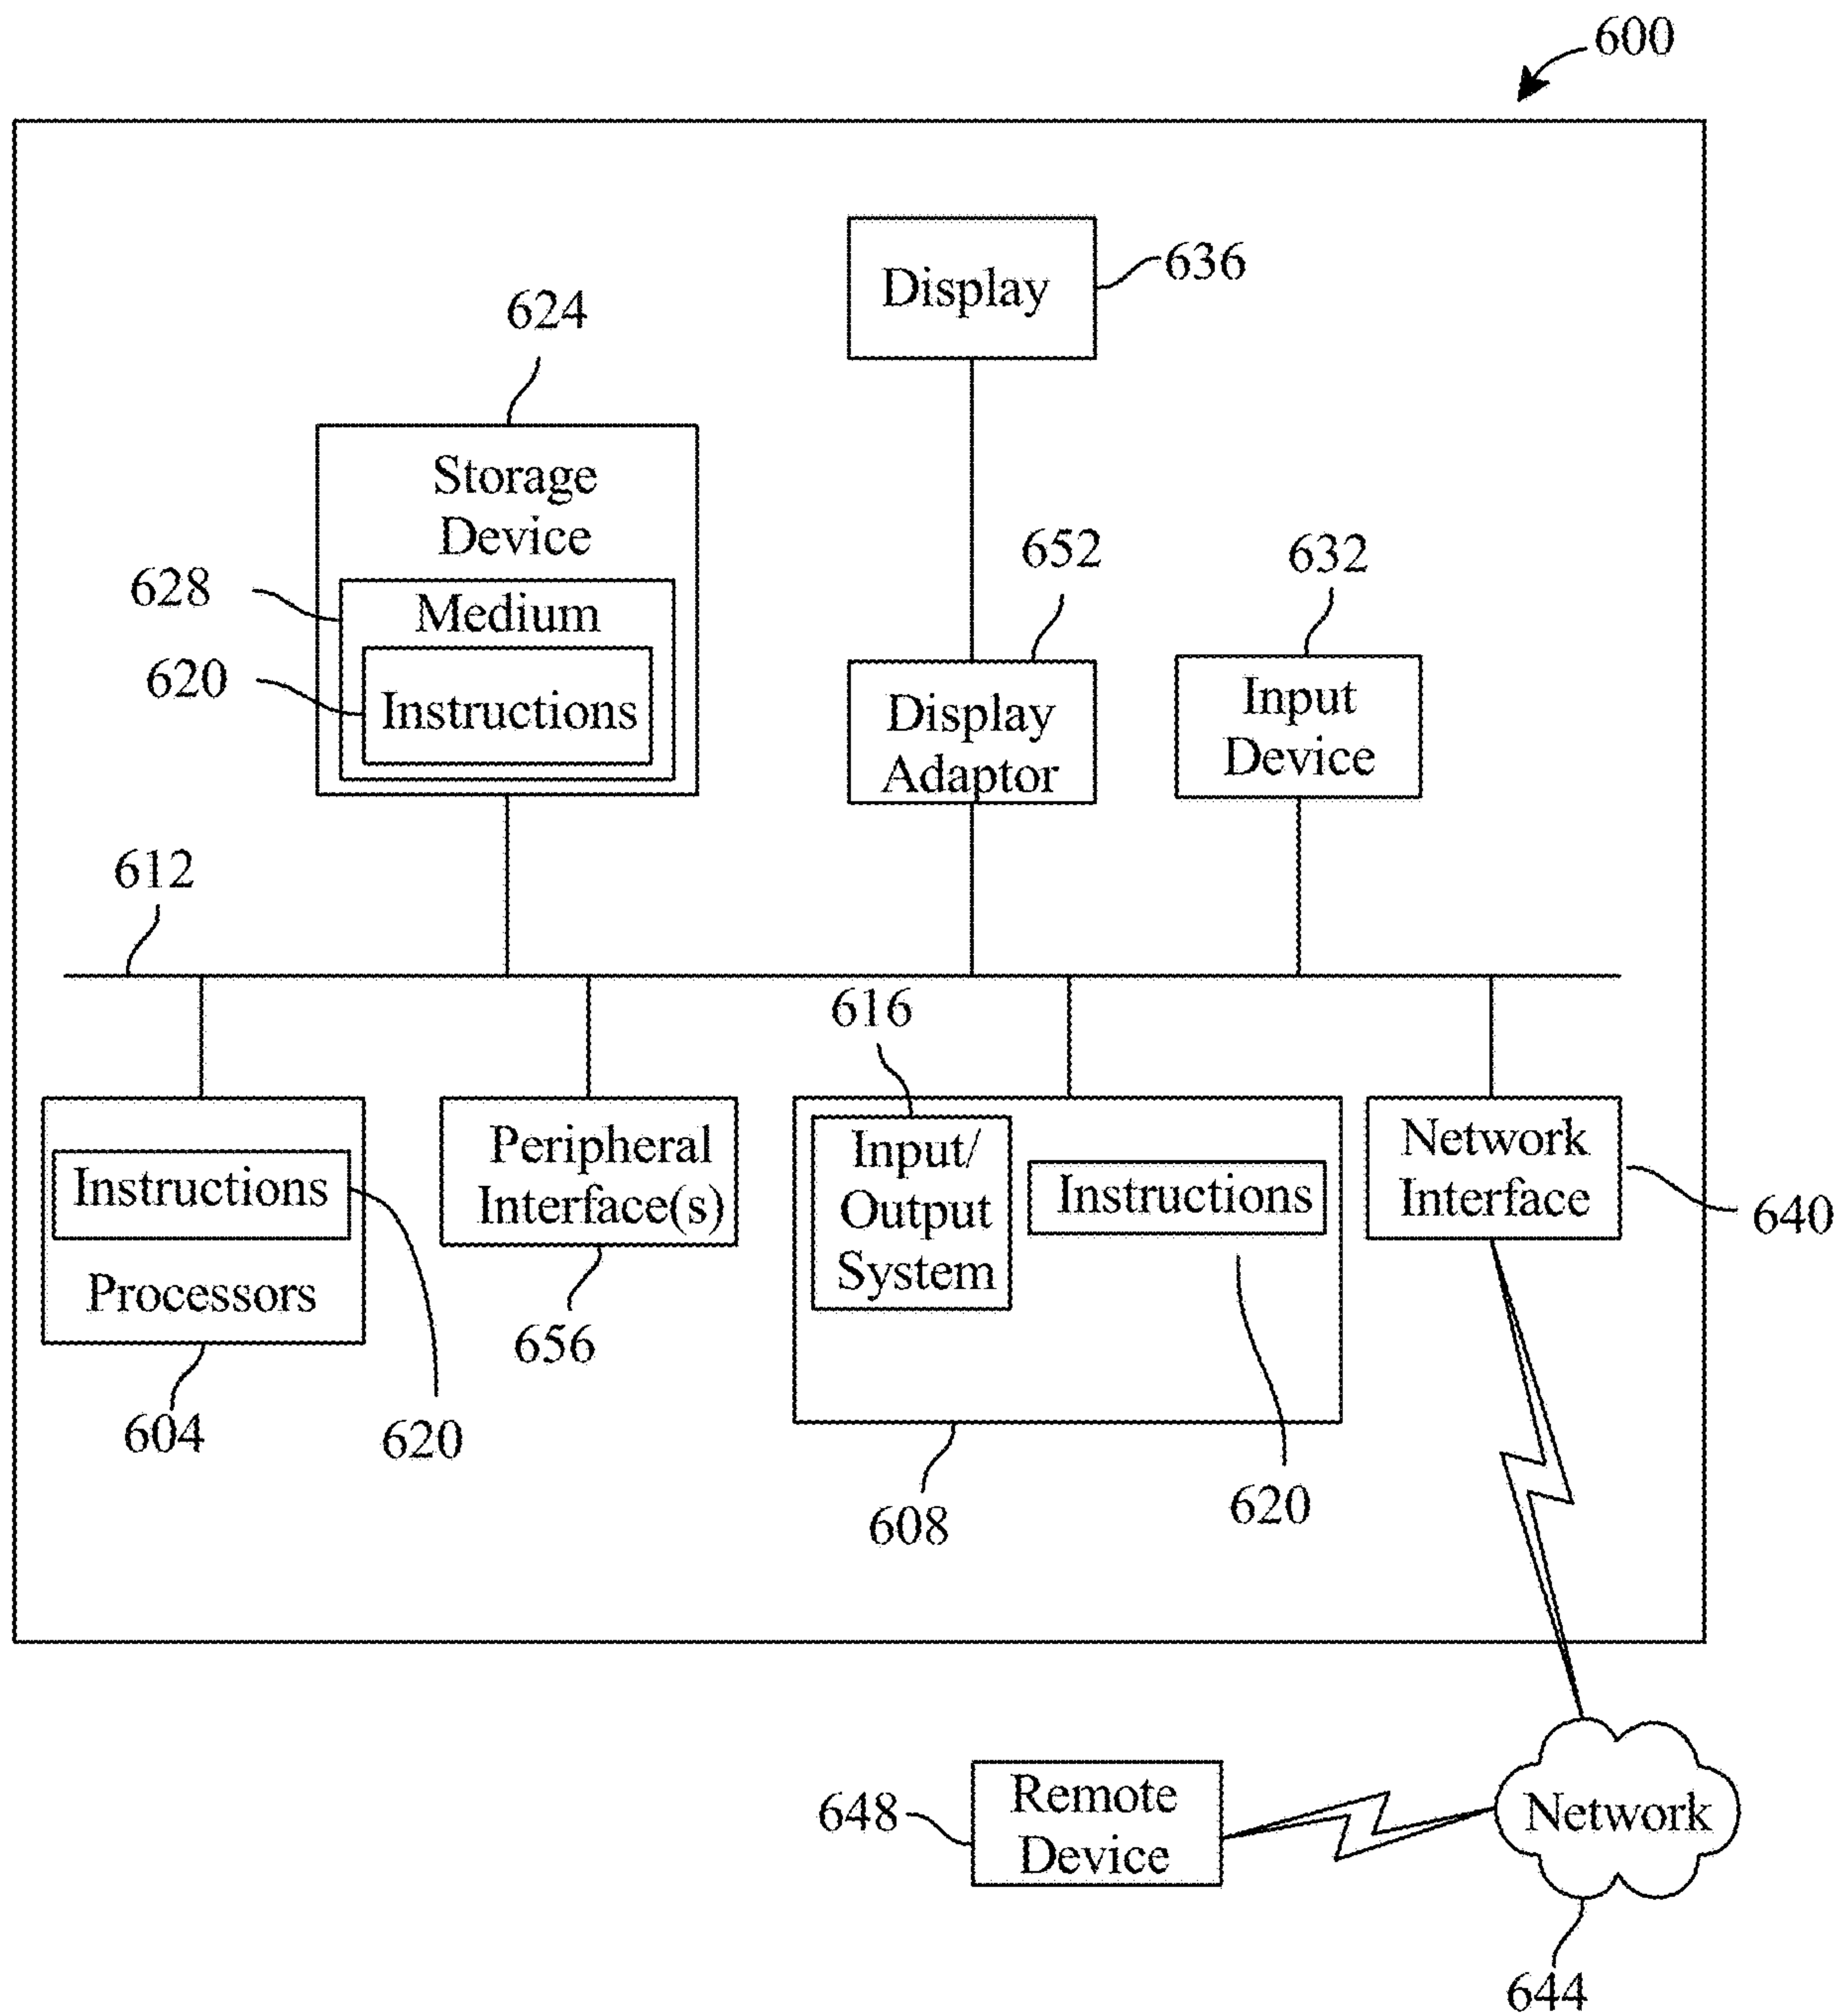 600
Display
636
624
Storage
Device
628
Medium
620
Instructions
652
Display
Adaptor
632
Input
Device
612
616
Instructions
Processors
604
620
Peripheral
Interface(s)
656
Input/
Output
System
Instructions
608
620
Network
Interface
640
648
Remote
Device
Network
644